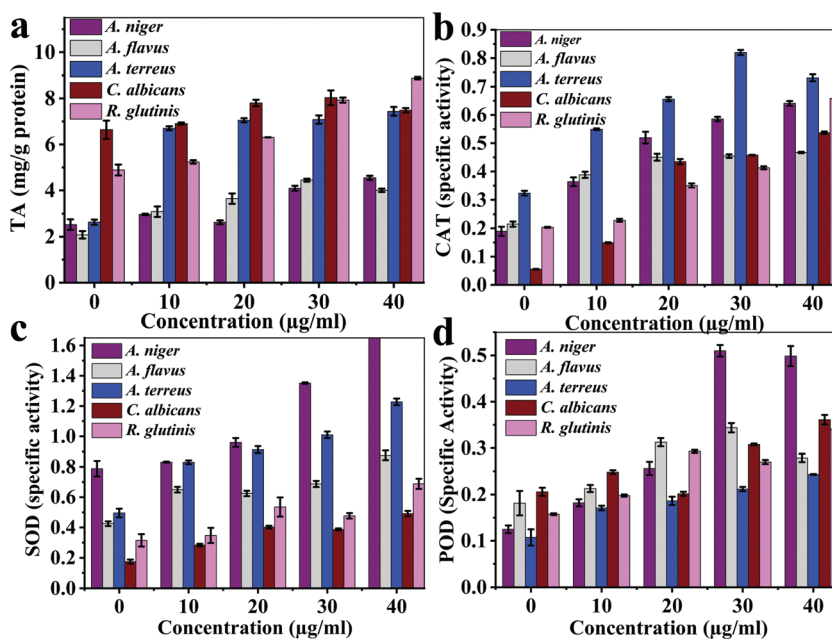 a
TA (mg/g protein)
12
10
8
6
4
2
0
A. niger
A. flavus
A. terreus
C. albicans
R. glutinis
0 10 20 30 40
Concentration (µg/ml)
b
CAT (specific activity)
0.9
0.8
0.7
0.6
0.5
0.4
0.3
0.2
0.1
0.0
A. niger
A. flavus
A. terreus
C. albicans
R. glutinis
0 10 20 30 40
Concentration (µg/ml)
c
SOD (specific activity)
1.6
1.4
1.2
1.0
0.8
0.6
0.4
0.2
0.0
A. niger
A. flavus
A. terreus
C. albicans
R. glutinis
0 10 20 30 40
Concentration (µg/ml)
d
POD (Specific Activity)
0.5
0.4
0.3
0.2
0.1
0.0
A. niger
A. flavus
A. terreus
C. albicans
R. glutinis
0 10 20 30 40
Concentration (µg/ml)